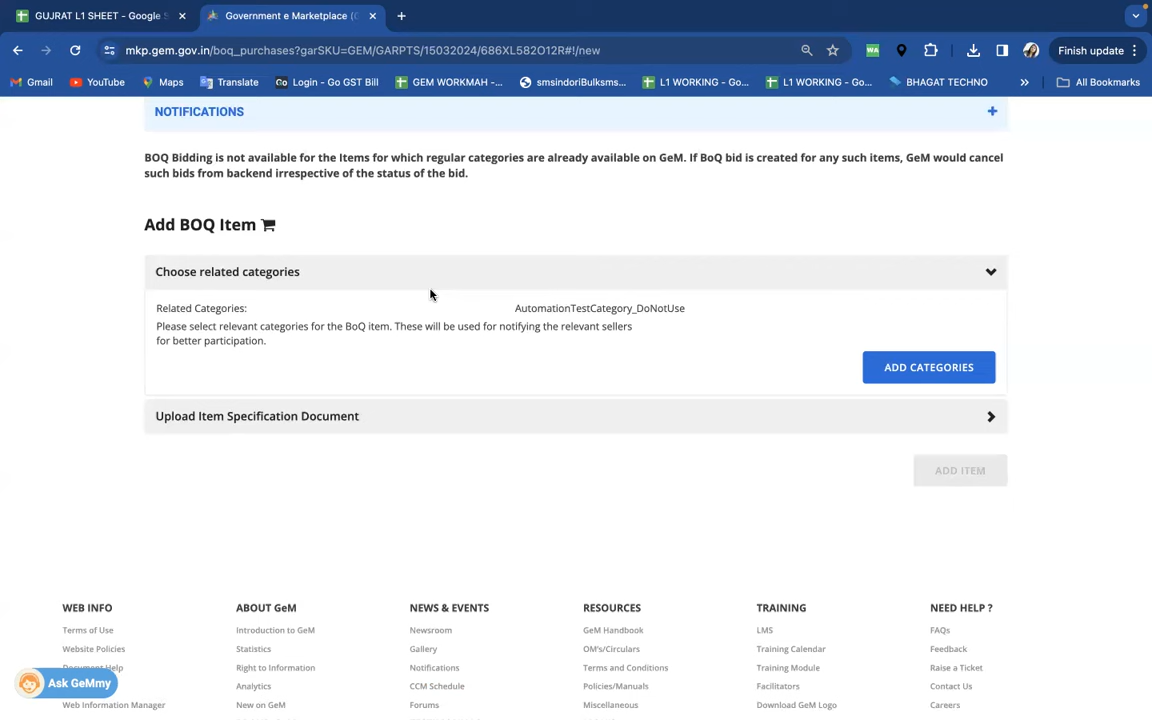 GUJRAT L1 SHEET - Google S
Government e Marketplace (G
mkp.gem.gov.in/boq_purchases?garSKU=GEM/GARPTS/15032024/686XL582O12R#!/new
Finish update
Gmail
YouTube
Maps
Translate
Co Login - Go GST Bill
GEM WORKMAH -...
smsindoriBulksms...
L1 WORKING - Go...
L1 WORKING - Go...
BHAGAT TECHNO
»
All Bookmarks
WA
NOTIFICATIONS +
BOQ Bidding is not available for the Items for which regular categories are already available on GeM. If BoQ bid is created for any such items, GeM would cancel
such bids from backend irrespective of the status of the bid.
Add BOQ Item
Choose related categories
Related Categories: AutomationTestCategory_DoNotUse
Please select relevant categories for the BoQ item. These will be used for notifying the relevant sellers
for better participation.
ADD CATEGORIES
Upload Item Specification Document
ADD ITEM
WEB INFO ABOUT GeM NEWS & EVENTS RESOURCES TRAINING NEED HELP ?
Terms of Use Introduction to GeM Newsroom GeM Handbook LMS FAQs
Website Policies Statistics Gallery OM's/Circulars Training Calendar Feedback
Document Help Right to Information Notifications Terms and Conditions Training Module Raise a Ticket
Ask GeMmy Analytics CCM Schedule Policies/Manuals Facilitators Contact Us
Web Information Manager New on GeM Forums Miscellaneous Download GeM Logo Careers